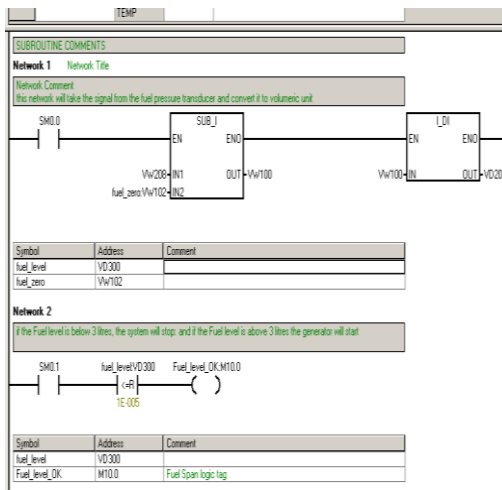 TEMP
SUBROUTINE COMMENTS
Network 1 Network Title
Network Comment
this network will take the signal from the fuel pressure transducer and convert it to volumeric unit
SM0.0
SUB_I
I_DI
EN ENO
EN ENO
VW208 IN1 OUT VW100
VW100 IN OUT VD20
fuel_zero:VW102 IN2
Symbol Address Comment
fuel_level VD300
fuel_zero VW102
Network 2
if the Fuel level is below 3 litres, the system will stop: and if the Fuel level is above 3 litres the generator will start
SM0.1 fuel_level:VD300 Fuel_level_OK:M10.0
<=R
1E-005
Symbol Address Comment
fuel_level VD300
Fuel_level_OK M10.0 Fuel Span logic tag